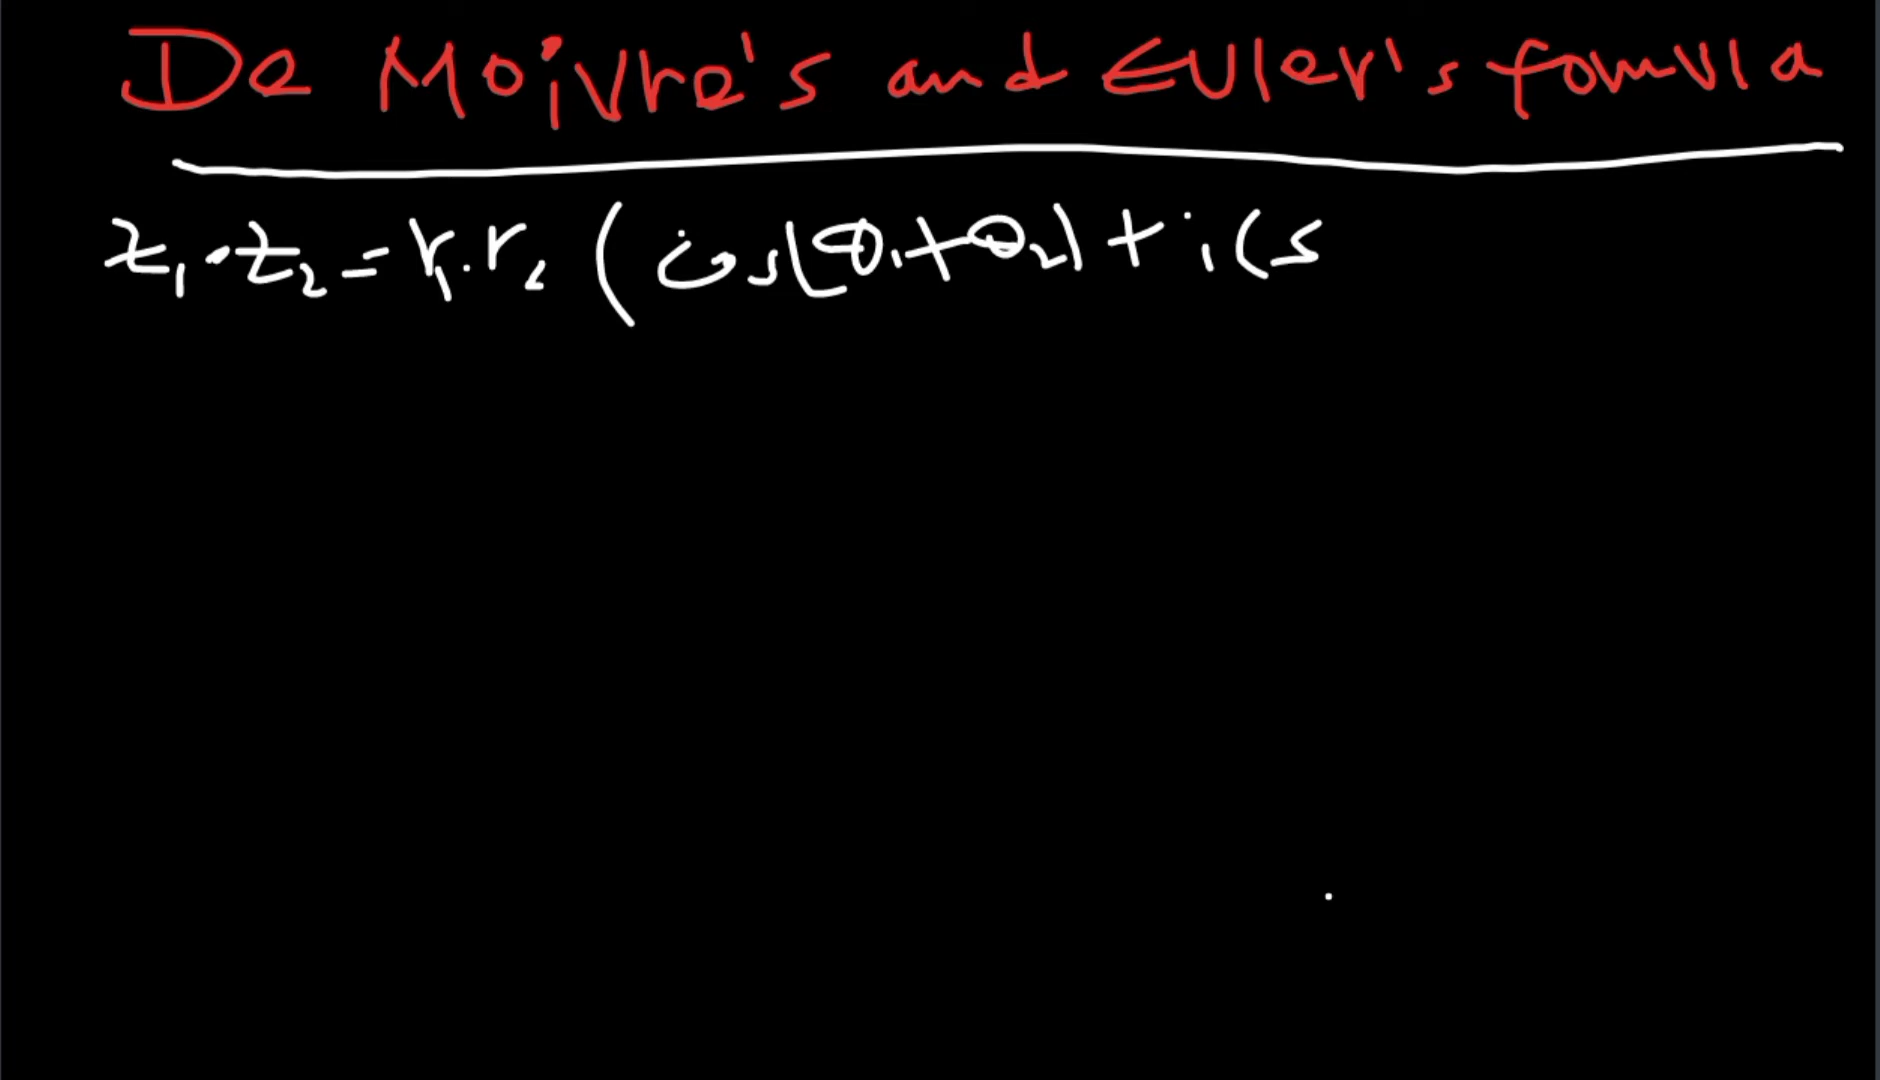 De Moivre's and Euler's fomula
z₁·z₂ = r₁.r₂ (cos(θ₁+θ₂) + i(s